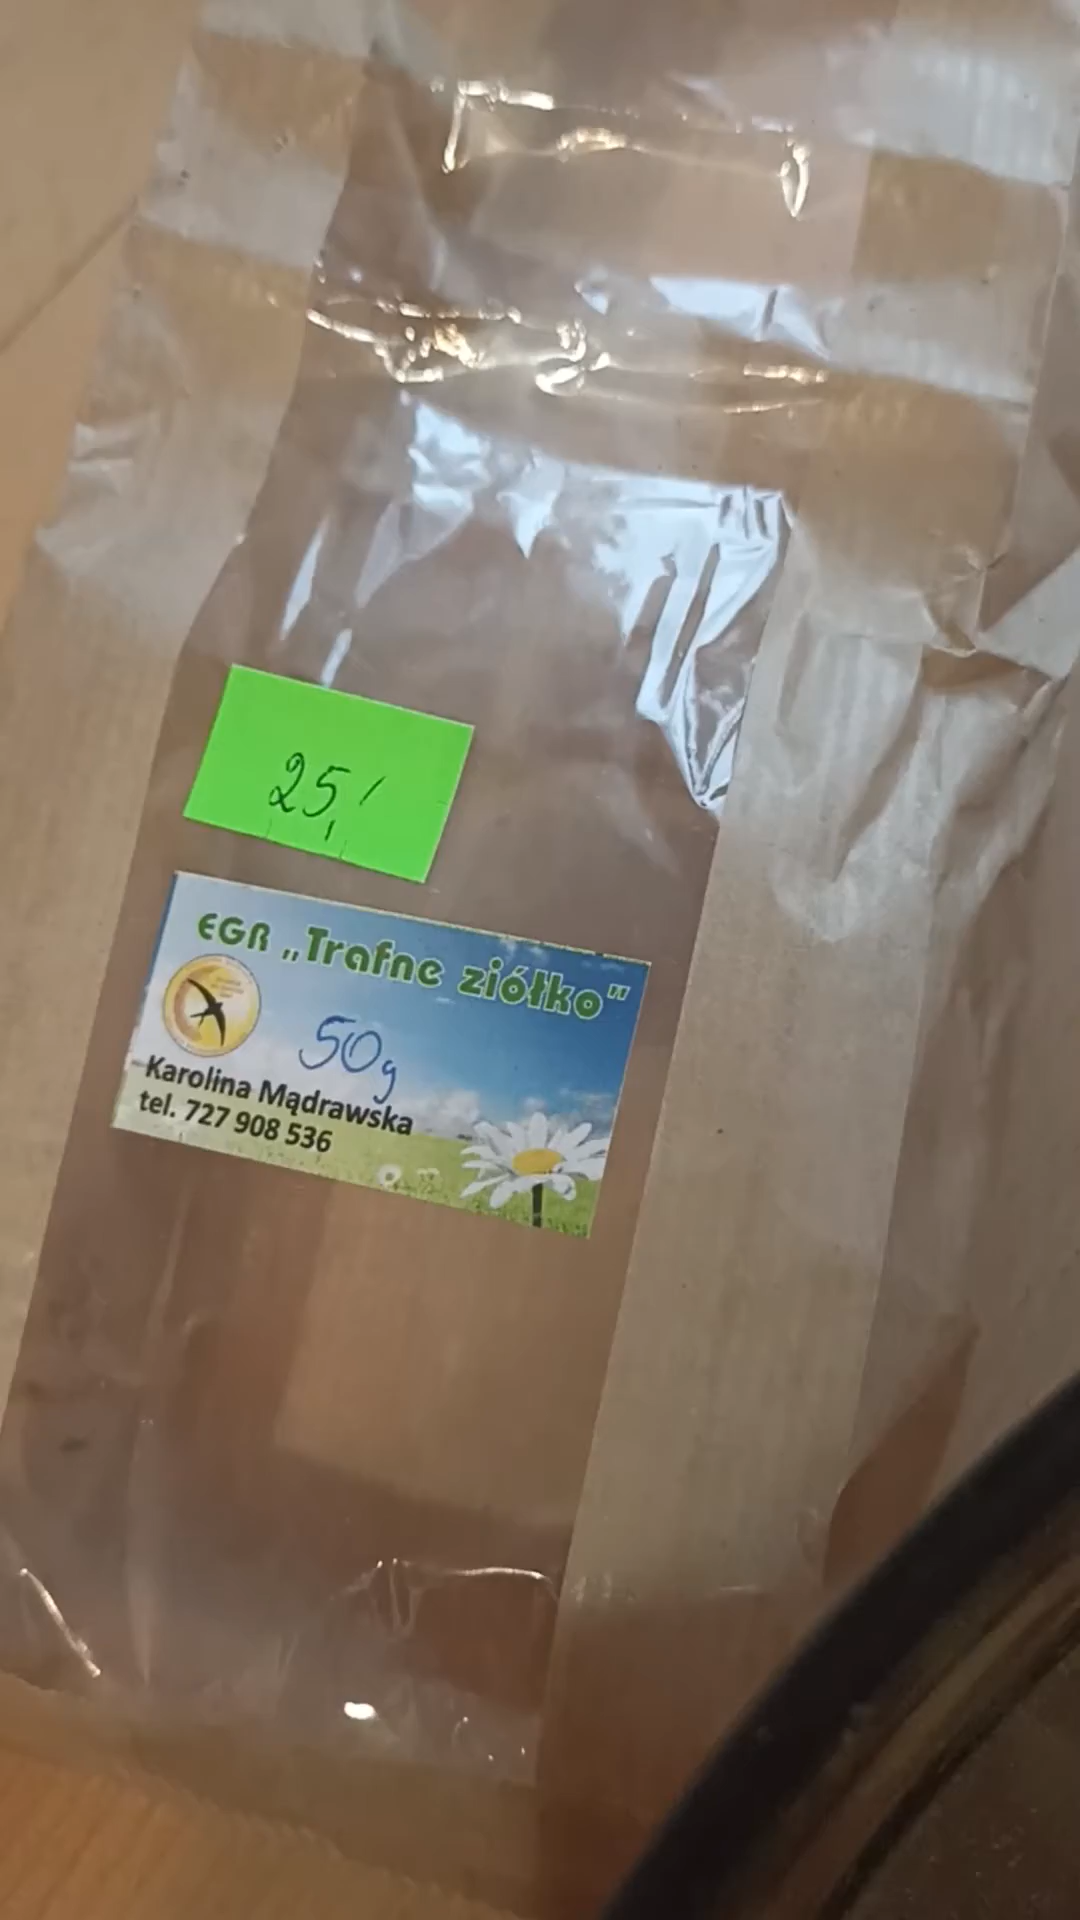 25,-
EGR „Trafne ziółko”
50g
Karolina Mądrawska
tel. 727 908 536